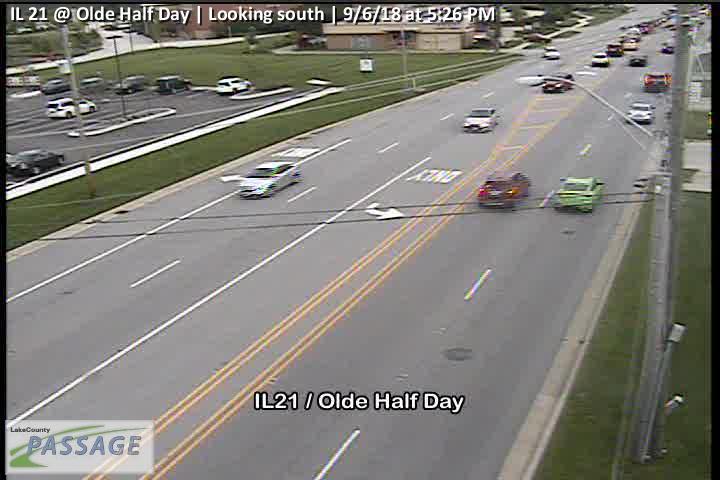 IL 21 @ Olde Half Day | Looking south | 9/6/18 at 5:26 PM
ONLY
IL21 / Olde Half Day
LakeCounty
PASSAGE